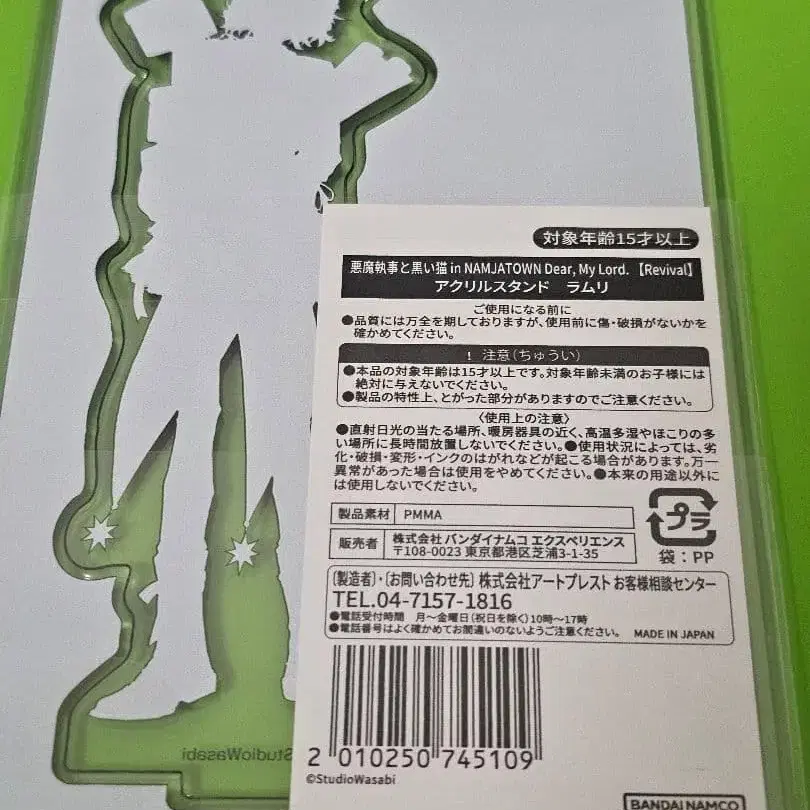 対象年齢15才以上
悪魔執事と黒い猫 in NAMJATOWN Dear, My Lord.【Revival】
アクリルスタンド ラムリ
ご使用になる前に
●品質には万全を期しておりますが、使用前に傷・破損がないかを
確かめてください。
! 注意(ちゅうい)
●本品の対象年齢は15才以上です。対象年齢未満のお子様には
絶対に与えないでください。
●製品の特性上、とがった部分がありますのでご注意ください。
〈使用上の注意〉
●直射日光の当たる場所、暖房器具の近く、高温多湿やほこりの多
い場所に長時間放置しないでください。●使用状況によっては、劣
化・破損・変形・インクのはがれなどが起こる場合があります。万一
異常があった場合は使用をやめてください。●本来の用途以外に
は使用しないでください。
製品素材 PMMA
販売者 株式会社 バンダイナムコ エクスペリエンス
〒108-0023 東京都港区芝浦3-1-35
プラ
袋:PP
〔製造者〕・〔お問い合わせ先〕株式会社アートプレスト お客様相談センター
TEL.04-7157-1816
●電話受付時間 月〜金曜日(祝日を除く)10時〜17時
●電話番号はよく確かめてお間違いのないようご注意ください。 MADE IN JAPAN
2 010250 745109
©StudioWasabi
BANDAI NAMCO
StudioWasabi